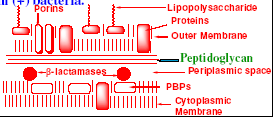 (+) bacteria.
Porins
Lipopolysaccharide
Proteins
Outer Membrane
Peptidoglycan
β-lactamases
Periplasmic space
PBPs
Cytoplasmic
Membrane